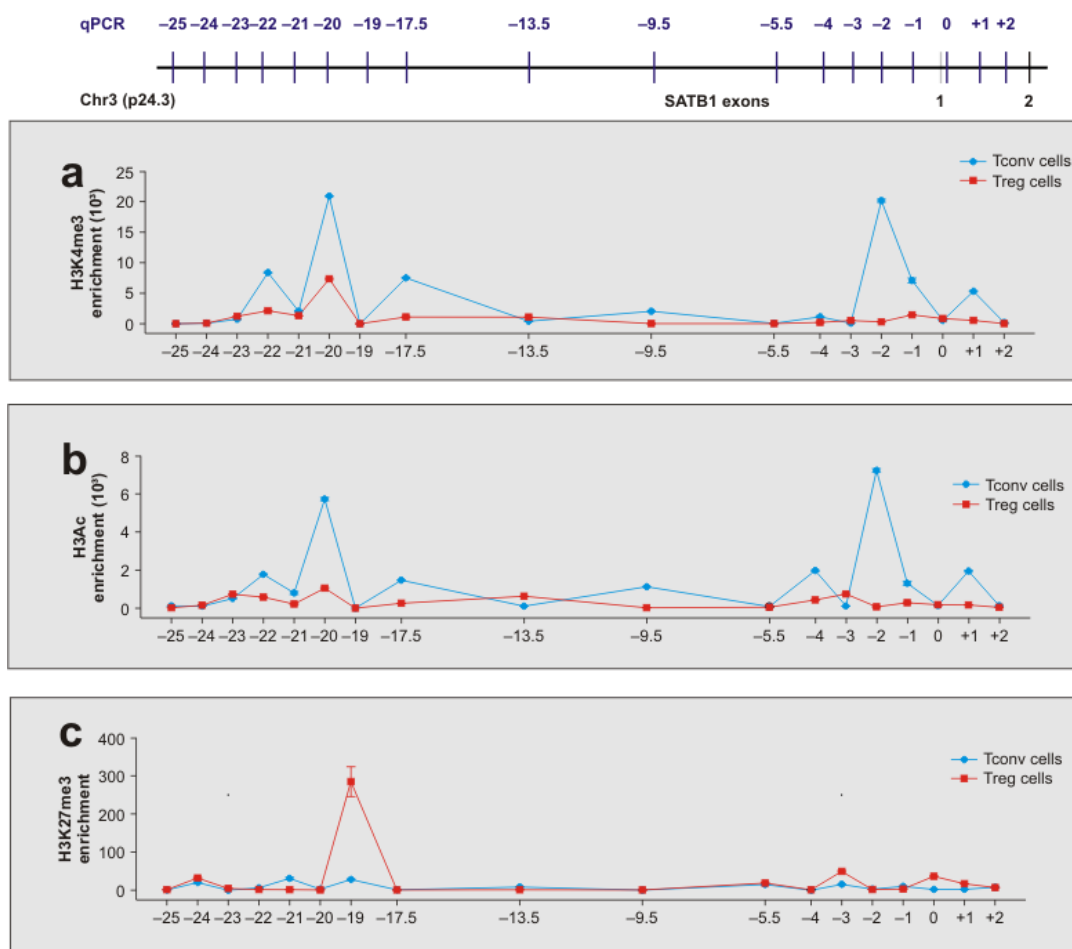 qPCR –25 –24 –23 –22 –21 –20 –19 –17.5 –13.5 –9.5 –5.5 –4 –3 –2 –1 0 +1 +2
Chr3 (p24.3) SATB1 exons 1 2
a
H3K4me3
enrichment (10³)
25
20
15
10
5
0
Tconv cells
Treg cells
–25 –24 –23 –22 –21 –20 –19 –17.5 –13.5 –9.5 –5.5 –4 –3 –2 –1 0 +1 +2
b
H3Ac
enrichment (10³)
8
6
4
2
0
Tconv cells
Treg cells
–25 –24 –23 –22 –21 –20 –19 –17.5 –13.5 –9.5 –5.5 –4 –3 –2 –1 0 +1 +2
c
H3K27me3
enrichment
400
300
200
100
0
Tconv cells
Treg cells
–25 –24 –23 –22 –21 –20 –19 –17.5 –13.5 –9.5 –5.5 –4 –3 –2 –1 0 +1 +2